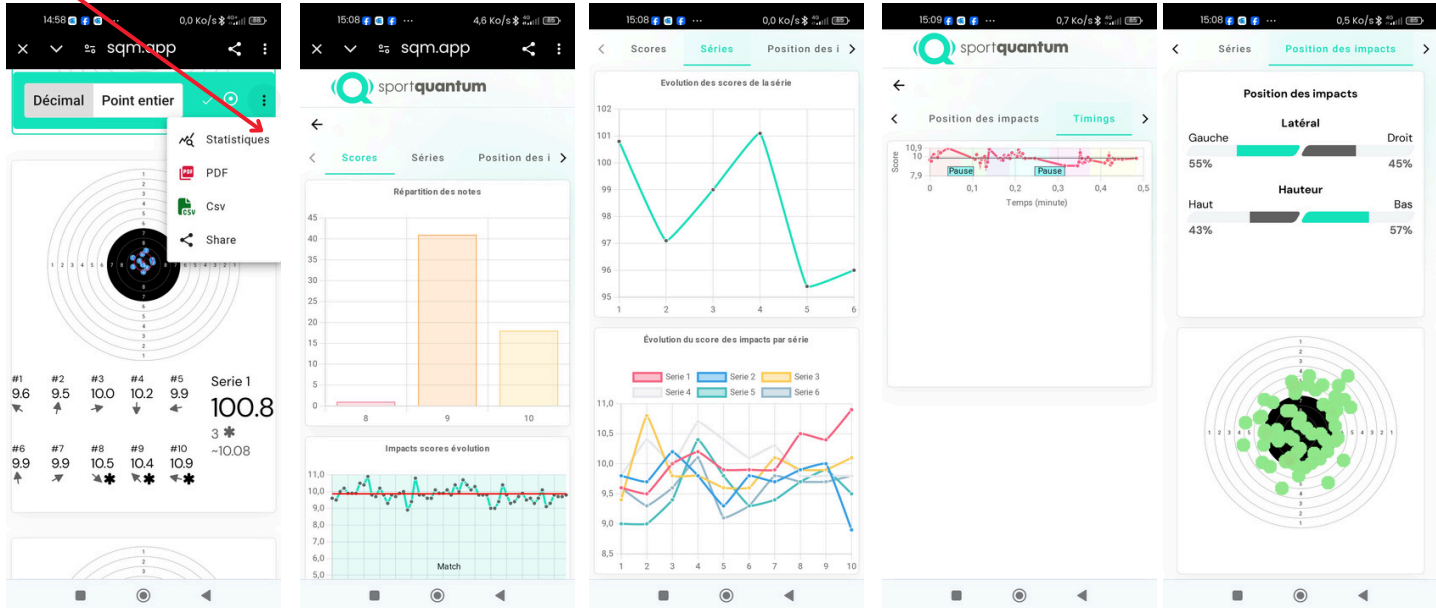 14:58 0,0 Ko/s 4G+ 88
sqm.app
Décimal Point entier
Statistiques
PDF
Csv
Share
#1 #2 #3 #4 #5 Serie 1
9.6 9.5 10.0 10.2 9.9 100.8
3 ✱
#6 #7 #8 #9 #10 ~10.08
9.9 9.9 10.5 10.4 10.9
15:08 4,6 Ko/s 4G 85
sqm.app
sportquantum
Scores Séries Position des i
Répartition des notes
45
40
35
30
25
20
15
10
5
0
8 9 10
Impacts scores évolution
11,0
10,0
9,0
8,0
7,0
6,0
5,0
Match
15:08 0,0 Ko/s 4G 85
Scores Séries Position des i
Evolution des scores de la série
102
101
100
99
98
97
96
95
1 2 3 4 5 6
Évolution du score des impacts par série
Serie 1 Serie 2 Serie 3
Serie 4 Serie 5 Serie 6
11,0
10,5
10,0
9,5
9,0
8,5
1 2 3 4 5 6 7 8 9 10
15:09 0,7 Ko/s 4G 85
sportquantum
Position des impacts Timings
Score
10,9
10
7,9
Pause Pause
0 0,1 0,2 0,3 0,4 0,5
Temps (minute)
15:08 0,5 Ko/s 4G 85
Séries Position des impacts
Position des impacts
Latéral
Gauche Droit
55% 45%
Hauteur
Haut Bas
43% 57%